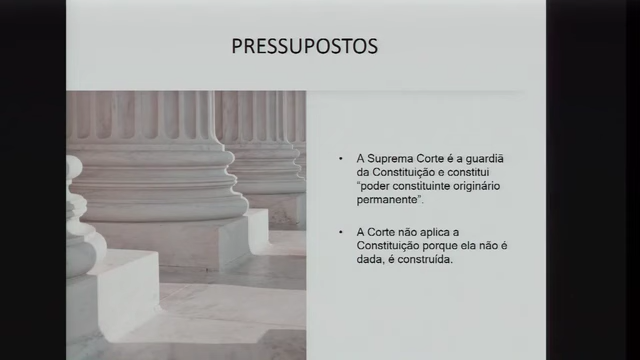 PRESSUPOSTOS
• A Suprema Corte é a guardiã
da Constituição e constitui
“poder constituinte originário
permanente”.
• A Corte não aplica a
Constituição porque ela não é
dada, é construída.